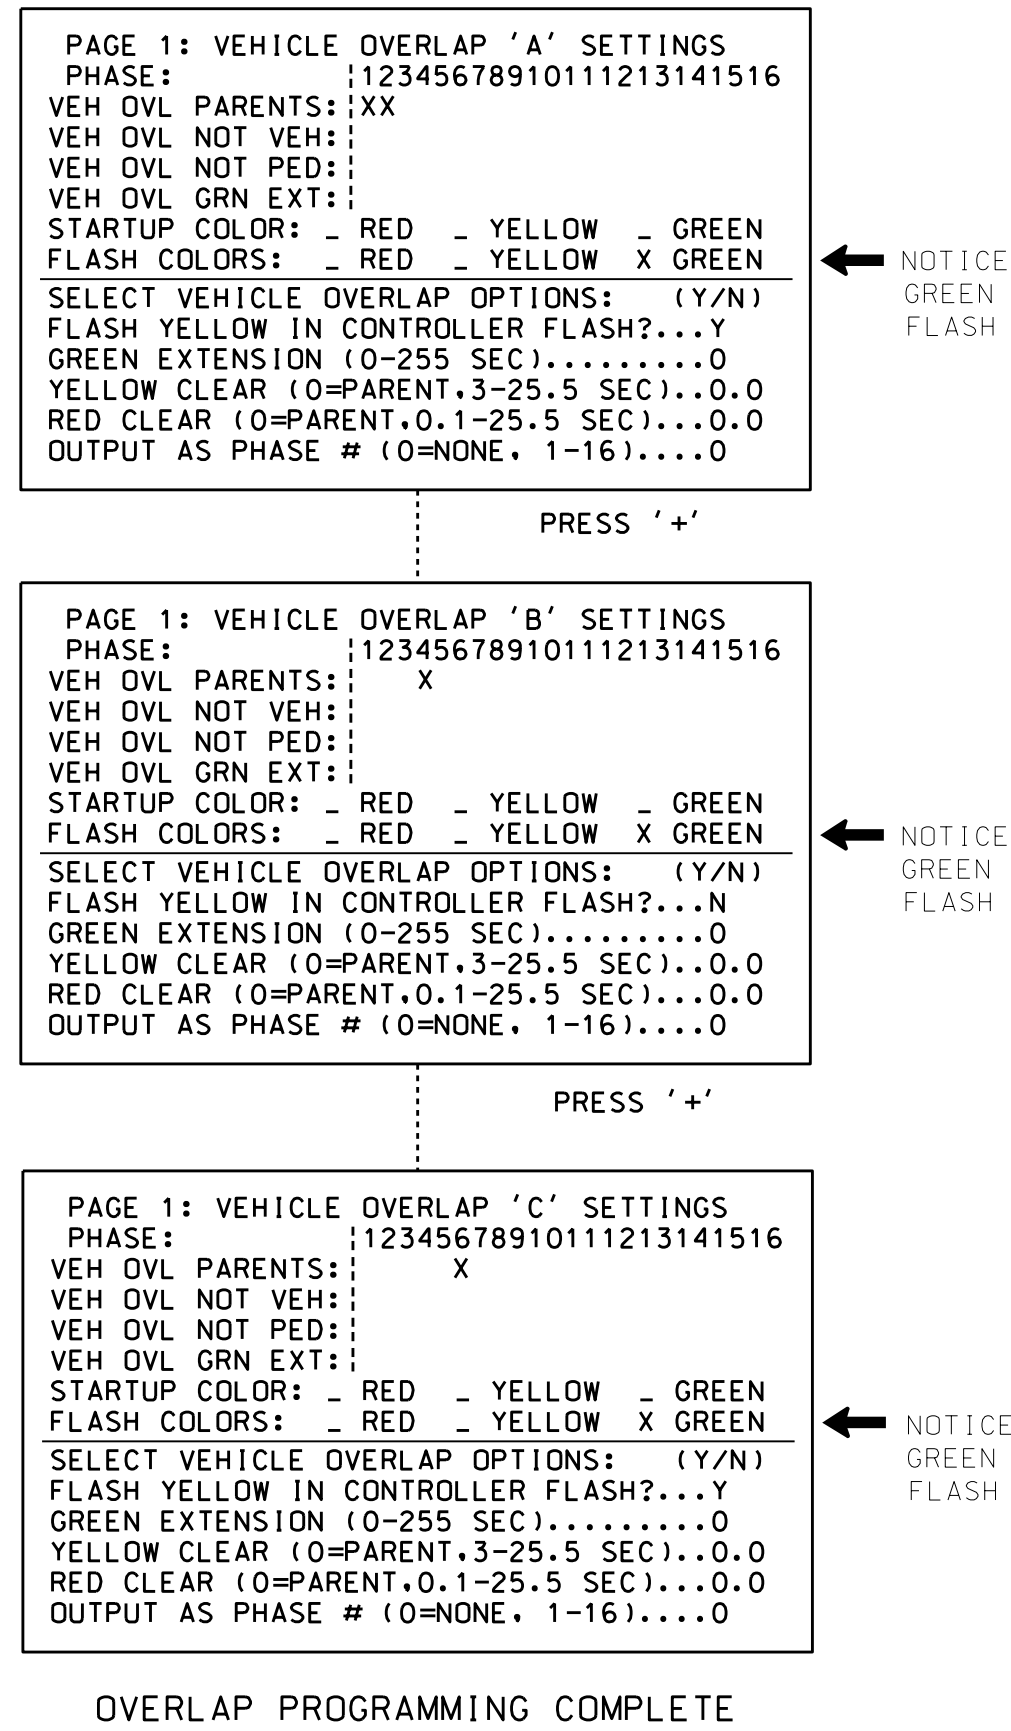 PAGE 1: VEHICLE OVERLAP 'A' SETTINGS
PHASE: 12345678910111213141516
VEH OVL PARENTS: XX
VEH OVL NOT VEH:
VEH OVL NOT PED:
VEH OVL GRN EXT:
STARTUP COLOR: _ RED _ YELLOW _ GREEN
FLASH COLORS: _ RED _ YELLOW X GREEN
NOTICE
GREEN
FLASH
SELECT VEHICLE OVERLAP OPTIONS: (Y/N)
FLASH YELLOW IN CONTROLLER FLASH?...Y
GREEN EXTENSION (0-255 SEC).........0
YELLOW CLEAR (0=PARENT,3-25.5 SEC)..0.0
RED CLEAR (0=PARENT,0.1-25.5 SEC)...0.0
OUTPUT AS PHASE # (0=NONE, 1-16)....0
PRESS '+'
PAGE 1: VEHICLE OVERLAP 'B' SETTINGS
PHASE: 12345678910111213141516
VEH OVL PARENTS: X
VEH OVL NOT VEH:
VEH OVL NOT PED:
VEH OVL GRN EXT:
STARTUP COLOR: _ RED _ YELLOW _ GREEN
FLASH COLORS: _ RED _ YELLOW X GREEN
NOTICE
GREEN
FLASH
SELECT VEHICLE OVERLAP OPTIONS: (Y/N)
FLASH YELLOW IN CONTROLLER FLASH?...N
GREEN EXTENSION (0-255 SEC).........0
YELLOW CLEAR (0=PARENT,3-25.5 SEC)..0.0
RED CLEAR (0=PARENT,0.1-25.5 SEC)...0.0
OUTPUT AS PHASE # (0=NONE, 1-16)....0
PRESS '+'
PAGE 1: VEHICLE OVERLAP 'C' SETTINGS
PHASE: 12345678910111213141516
VEH OVL PARENTS: X
VEH OVL NOT VEH:
VEH OVL NOT PED:
VEH OVL GRN EXT:
STARTUP COLOR: _ RED _ YELLOW _ GREEN
FLASH COLORS: _ RED _ YELLOW X GREEN
NOTICE
GREEN
FLASH
SELECT VEHICLE OVERLAP OPTIONS: (Y/N)
FLASH YELLOW IN CONTROLLER FLASH?...Y
GREEN EXTENSION (0-255 SEC).........0
YELLOW CLEAR (0=PARENT,3-25.5 SEC)..0.0
RED CLEAR (0=PARENT,0.1-25.5 SEC)...0.0
OUTPUT AS PHASE # (0=NONE, 1-16)....0
OVERLAP PROGRAMMING COMPLETE